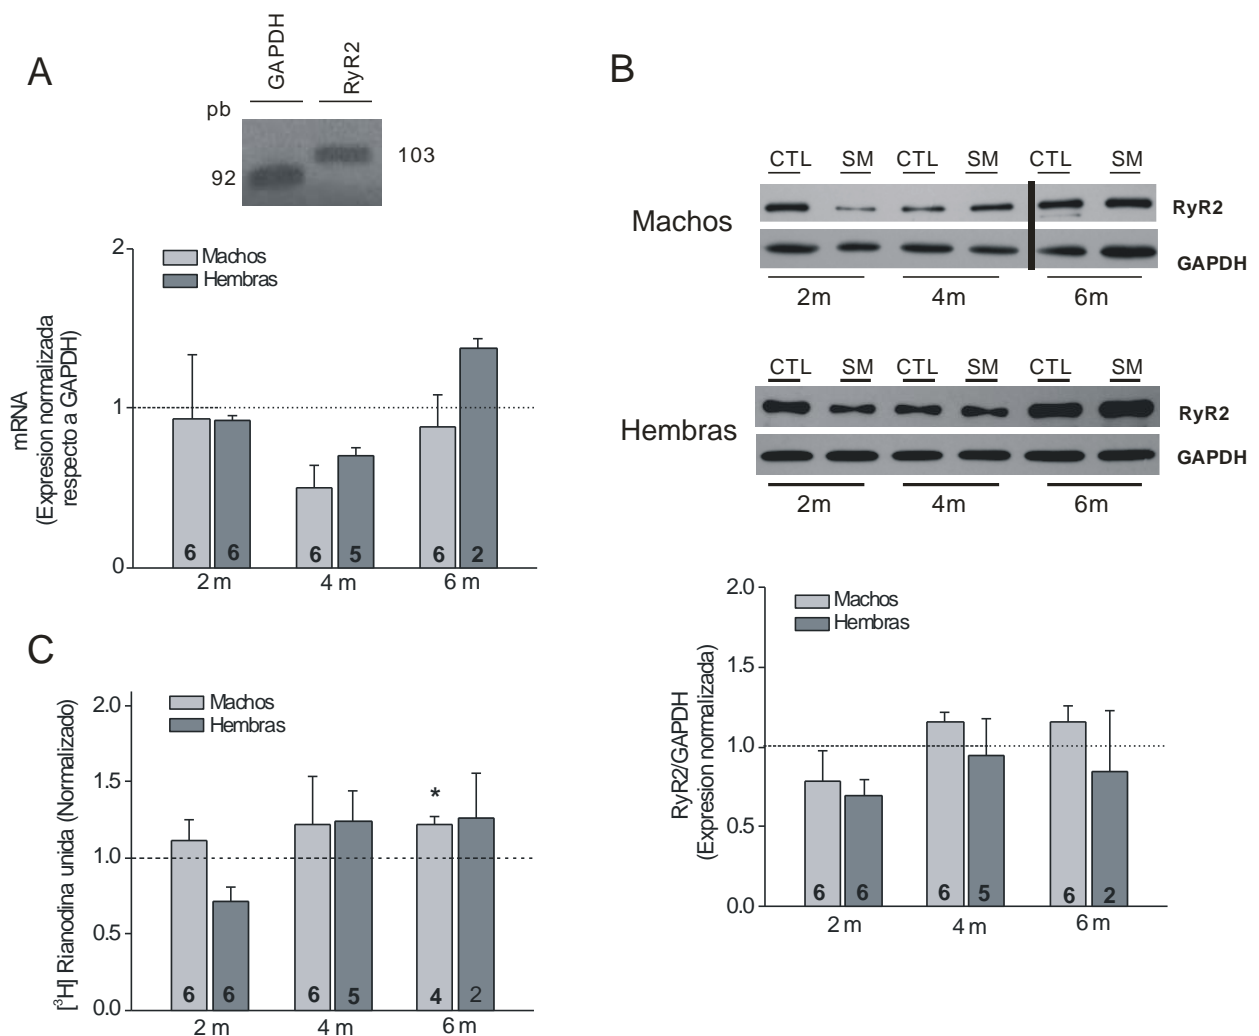 A
GAPDH
RyR2
pb
103
92
2
Machos
Hembras
1
mRNA
(Expresion normalizada
respecto a GAPDH)
6 6 6 5 6 2
0
2 m 4 m 6 m
B
CTL SM CTL SM CTL SM
RyR2
Machos
GAPDH
2m 4m 6m
CTL SM CTL SM CTL SM
RyR2
Hembras
GAPDH
2m 4m 6m
2.0
Machos
Hembras
1.5
1.0
RyR2/GAPDH
(Expresion normalizada)
0.5
6 6 6 5 6 2
0.0
2 m 4 m 6 m
C
2.0
Machos
Hembras
1.5
*
1.0
[³H] Rianodina unida (Normalizado)
0.5
6 6 6 5 4 2
0.0
2 m 4 m 6 m